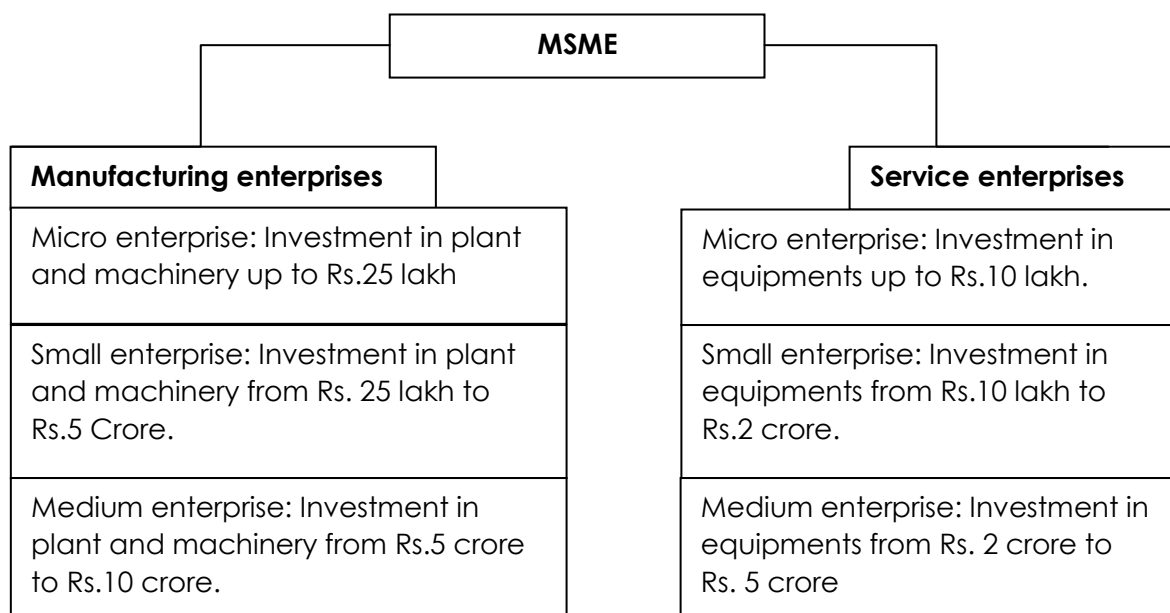 MSME
Manufacturing enterprises
Micro enterprise: Investment in plant
and machinery up to Rs.25 lakh
Small enterprise: Investment in plant
and machinery from Rs. 25 lakh to
Rs.5 Crore.
Medium enterprise: Investment in
plant and machinery from Rs.5 crore
to Rs.10 crore.
Service enterprises
Micro enterprise: Investment in
equipments up to Rs.10 lakh.
Small enterprise: Investment in
equipments from Rs.10 lakh to
Rs.2 crore.
Medium enterprise: Investment in
equipments from Rs. 2 crore to
Rs. 5 crore